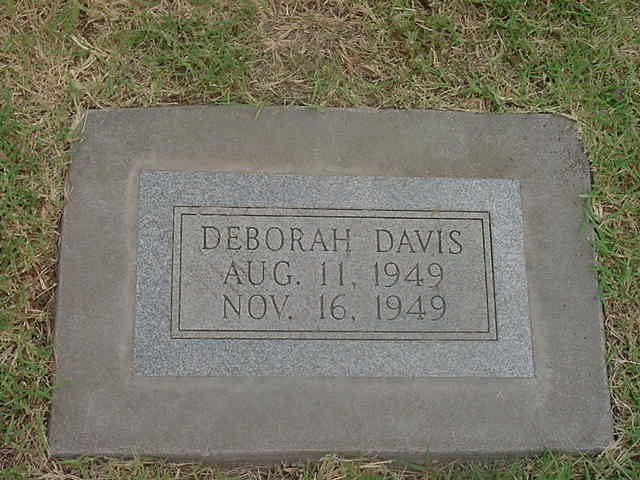 DEBORAH DAVIS
AUG. 11, 1949
NOV. 16, 1949